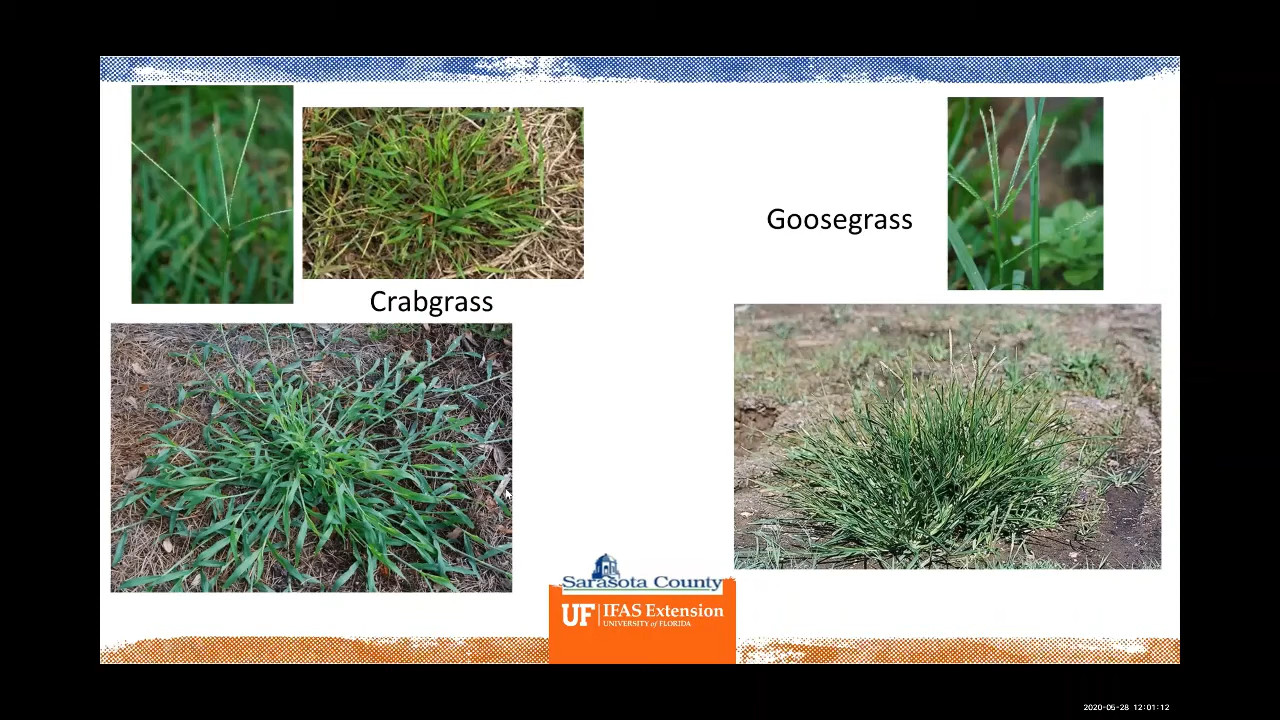 Goosegrass
Crabgrass
Sarasota County
UF IFAS Extension
UNIVERSITY of FLORIDA
2020-05-28 12:01:12